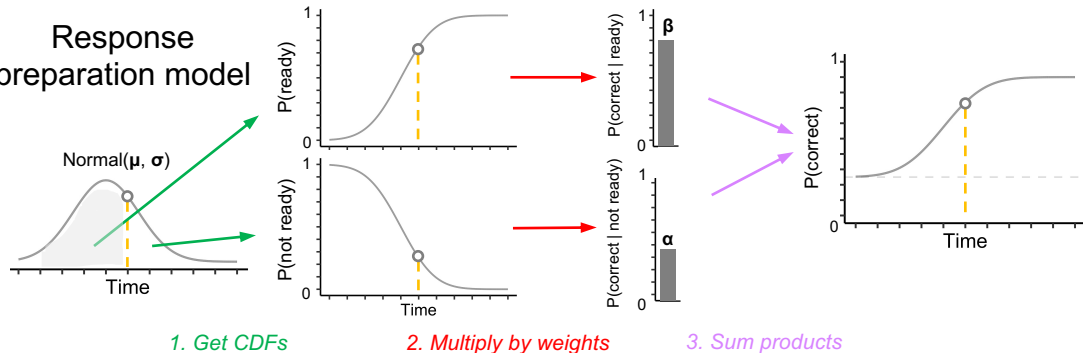 Response
preparation model
Normal(μ, σ)
Time
1
P(ready)
0
1
P(not ready)
0
Time
1
β
P(correct | ready)
0
1
α
P(correct | not ready)
0
1
P(correct)
0
Time
1. Get CDFs
2. Multiply by weights
3. Sum products